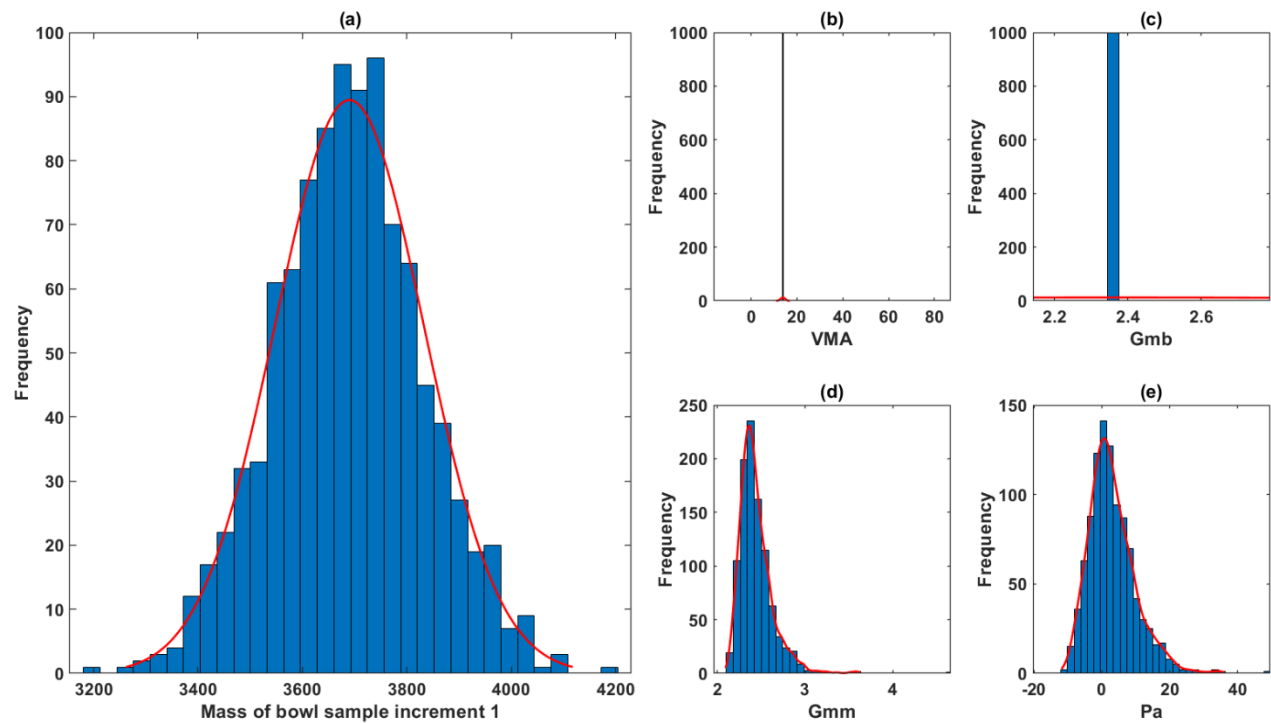 (a)
100
90
80
70
60
50
40
30
20
10
0
Frequency
3200 3400 3600 3800 4000 4200
Mass of bowl sample increment 1
(b)
1000
800
600
400
200
0
Frequency
0 20 40 60 80
VMA
(c)
1000
800
600
400
200
0
Frequency
2.2 2.4 2.6
Gmb
(d)
250
200
150
100
50
0
Frequency
2 3 4
Gmm
(e)
150
100
50
0
Frequency
-20 0 20 40
Pa